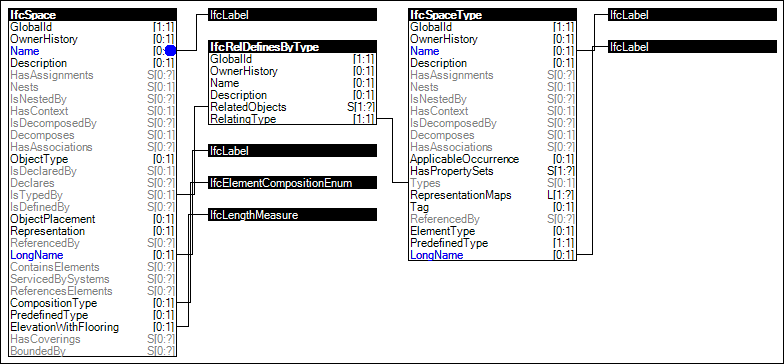 IfcSpace
GlobalId [1:1]
OwnerHistory [0:1]
Name [0:
Description [0:1]
HasAssignments S[0:?]
Nests S[0:1]
IsNestedBy S[0:?]
HasContext S[0:1]
IsDecomposedBy S[0:?]
Decomposes S[0:1]
HasAssociations S[0:?]
ObjectType [0:1]
IsDeclaredBy S[0:1]
Declares S[0:?]
IsTypedBy S[0:1]
IsDefinedBy S[0:?]
ObjectPlacement [0:1]
Representation [0:1]
ReferencedBy S[0:?]
LongName [0:1]
ContainsElements S[0:?]
ServicedBySystems S[0:?]
ReferencesElements S[0:?]
CompositionType [0:1]
PredefinedType [0:1]
ElevationWithFlooring [0:1]
HasCoverings S[0:?]
BoundedBy S[0:?]
IfcLabel
IfcRelDefinesByType
GlobalId [1:1]
OwnerHistory [0:1]
Name [0:1]
Description [0:1]
RelatedObjects S[1:?]
RelatingType [1:1]
IfcLabel
IfcElementCompositionEnum
IfcLengthMeasure
IfcSpaceType
GlobalId [1:1]
OwnerHistory [0:1]
Name [0:1]
Description [0:1]
HasAssignments S[0:?]
Nests S[0:1]
IsNestedBy S[0:?]
HasContext S[0:1]
IsDecomposedBy S[0:?]
Decomposes S[0:1]
HasAssociations S[0:?]
ApplicableOccurrence [0:1]
HasPropertySets S[1:?]
Types S[0:1]
RepresentationMaps L[1:?]
Tag [0:1]
ReferencedBy S[0:?]
ElementType [0:1]
PredefinedType [1:1]
LongName [0:1]
IfcLabel
IfcLabel